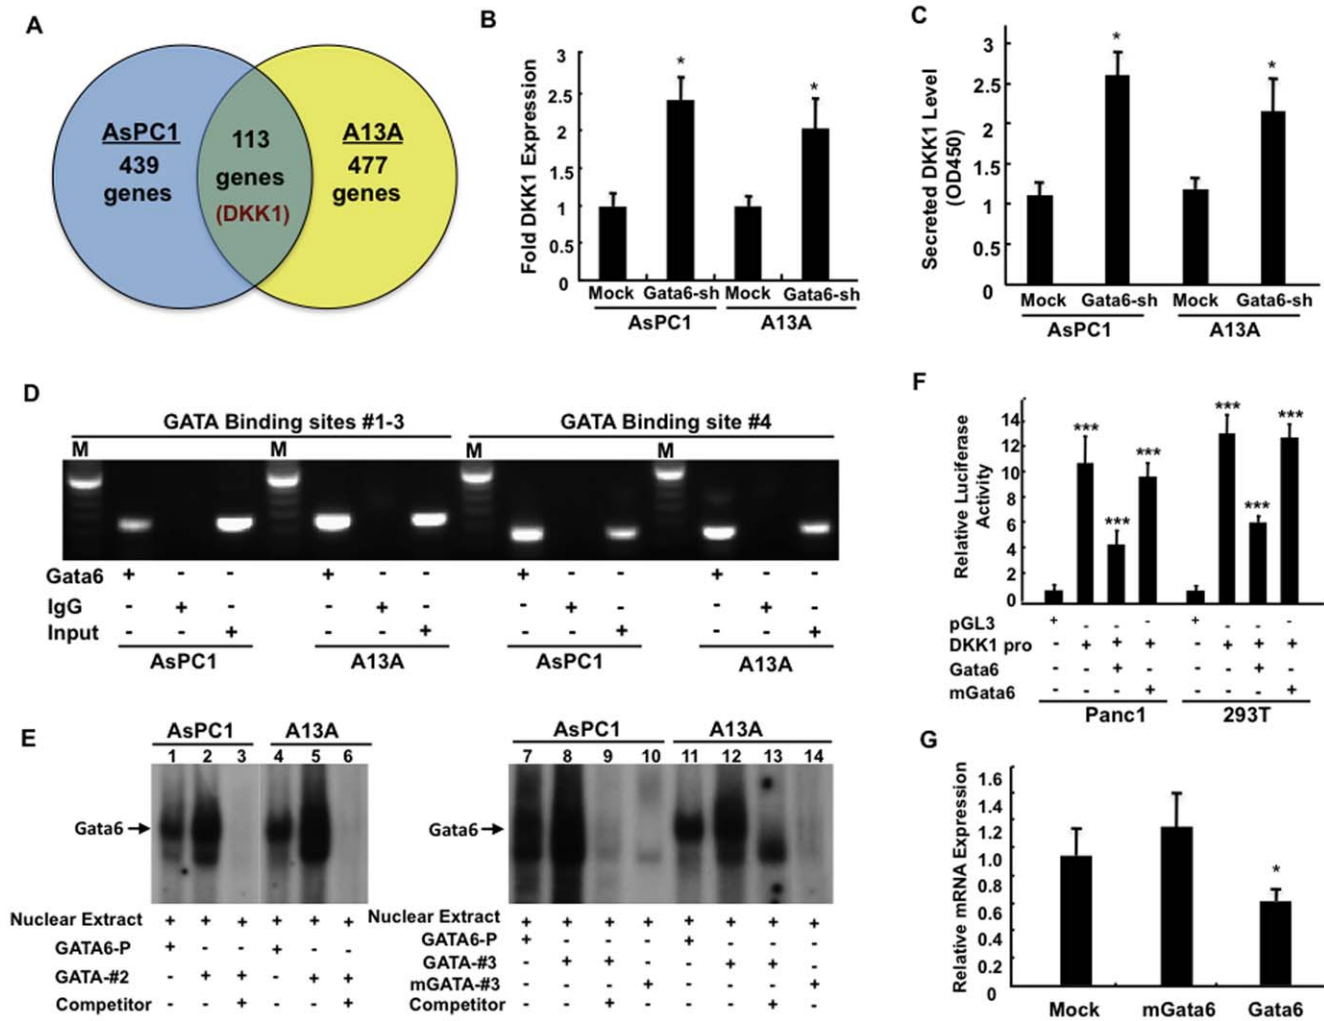 A
AsPC1
439
genes
113
genes
(DKK1)
A13A
477
genes
B
Fold DKK1 Expression
3
2.5
2
1.5
1
0.5
0
* *
Mock Gata6-sh Mock Gata6-sh
AsPC1 A13A
C
Secreted DKK1 Level
(OD450)
3
2.5
2
1.5
1
0.5
0
* *
Mock Gata6-sh Mock Gata6-sh
AsPC1 A13A
D
GATA Binding sites #1-3 GATA Binding site #4
M M M M
Gata6 + - - + - - + - - + - -
IgG - + - - + - - + - - + -
Input - - + - - + - - + - - +
AsPC1 A13A AsPC1 A13A
E
AsPC1 A13A
1 2 3 4 5 6
Gata6
Nuclear Extract + + + + + +
GATA6-P + - - + - -
GATA-#2 - + + - + +
Competitor - - + - - +
AsPC1 A13A
7 8 9 10 11 12 13 14
Gata6
Nuclear Extract + + + + + + + +
GATA6-P + - - - + - - -
GATA-#3 - + + - - + + -
mGATA-#3 - - - + - - - +
Competitor - - + - - - + -
F
Relative Luciferase
Activity
14
12
10
8
6
4
2
0
*** *** *** *** *** ***
pGL3 + - - - + - - -
DKK1 pro - + + + - + + +
Gata6 - - + - - - + -
mGata6 - - - + - - - +
Panc1 293T
G
Relative mRNA Expression
1.6
1.4
1.2
1.0
0.8
0.6
0.4
0.2
0
*
Mock mGata6 Gata6